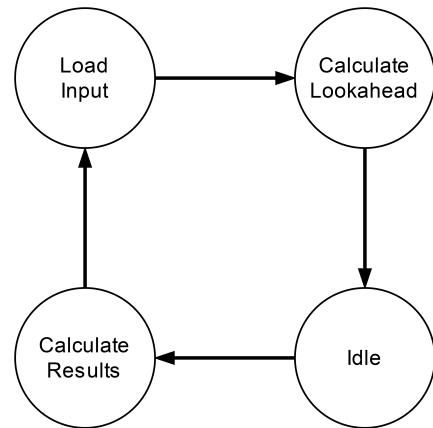 Load
Input
Calculate
Lookahead
Calculate
Results
Idle